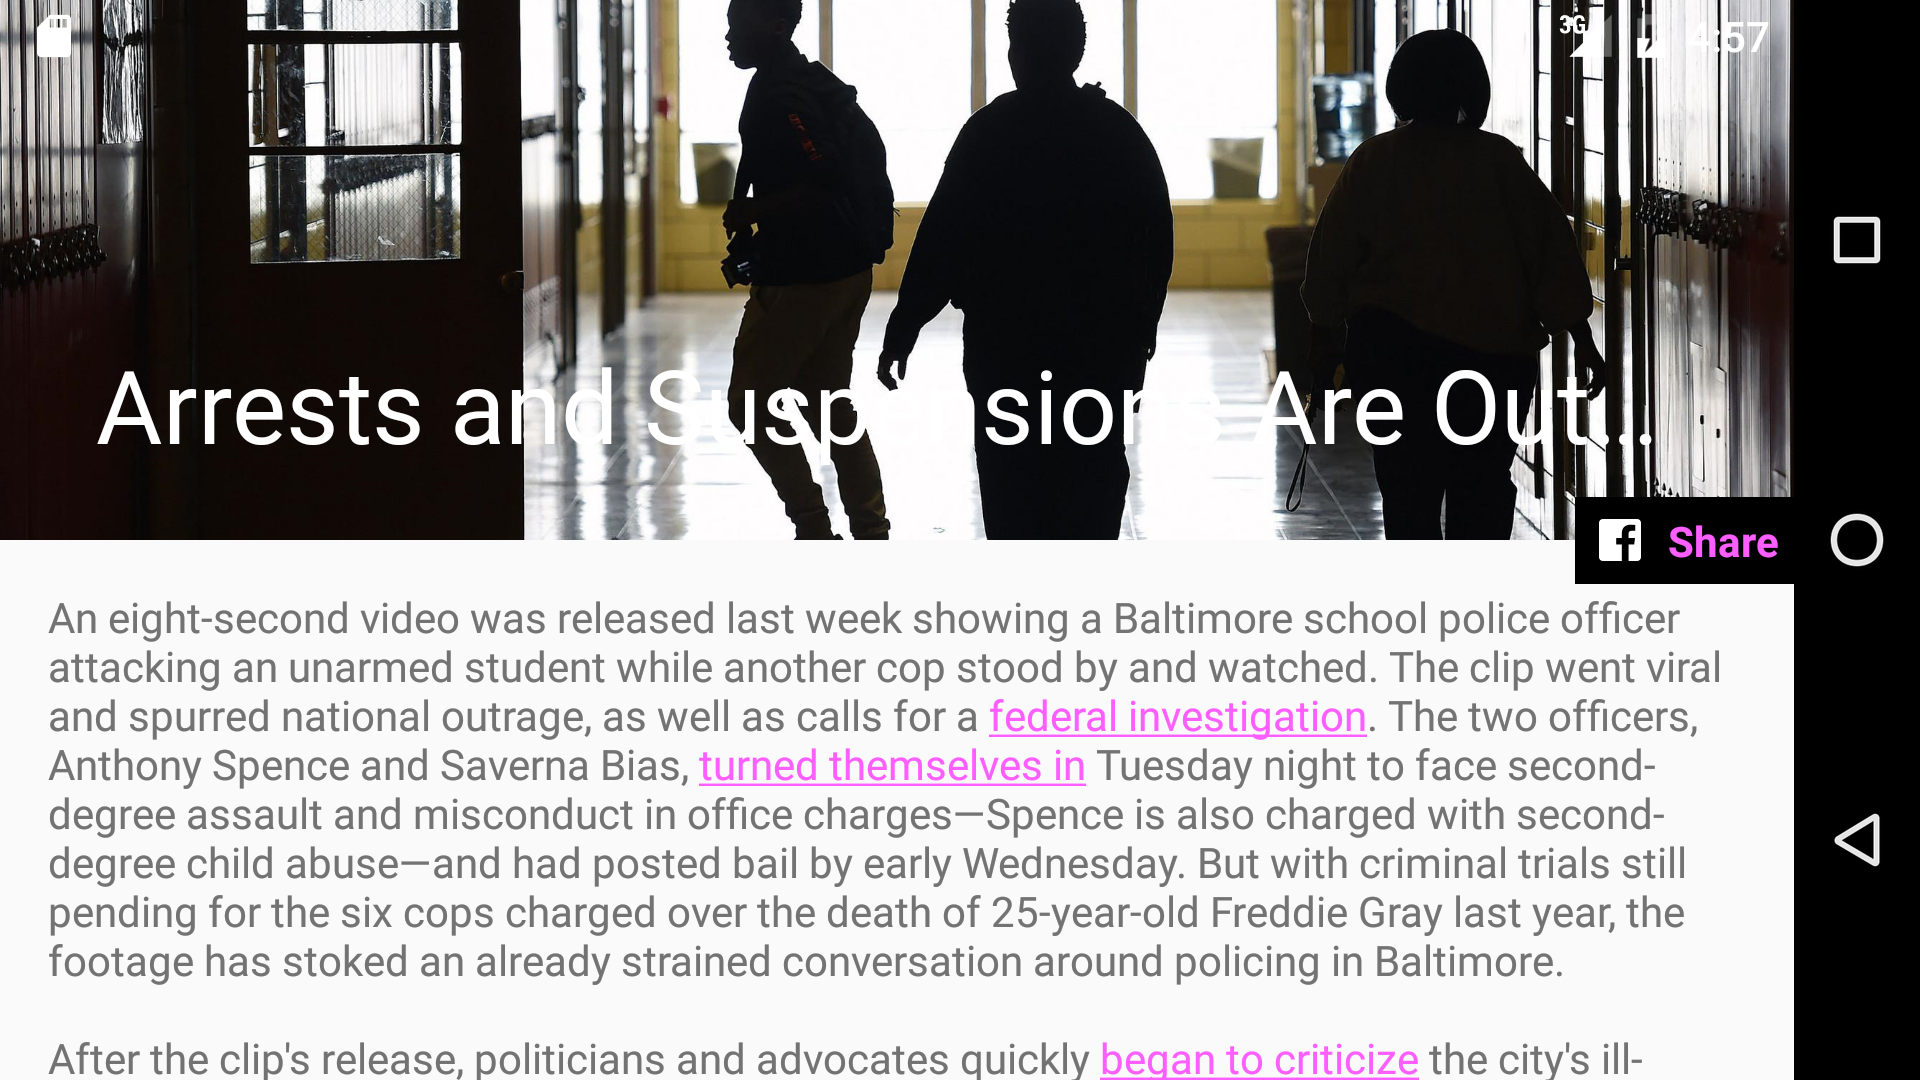 3G 4:57
Arrests and Suspensions Are Out...
Share
An eight-second video was released last week showing a Baltimore school police officer
attacking an unarmed student while another cop stood by and watched. The clip went viral
and spurred national outrage, as well as calls for a federal investigation. The two officers,
Anthony Spence and Saverna Bias, turned themselves in Tuesday night to face second-
degree assault and misconduct in office charges—Spence is also charged with second-
degree child abuse—and had posted bail by early Wednesday. But with criminal trials still
pending for the six cops charged over the death of 25-year-old Freddie Gray last year, the
footage has stoked an already strained conversation around policing in Baltimore.
After the clip's release, politicians and advocates quickly began to criticize the city's ill-